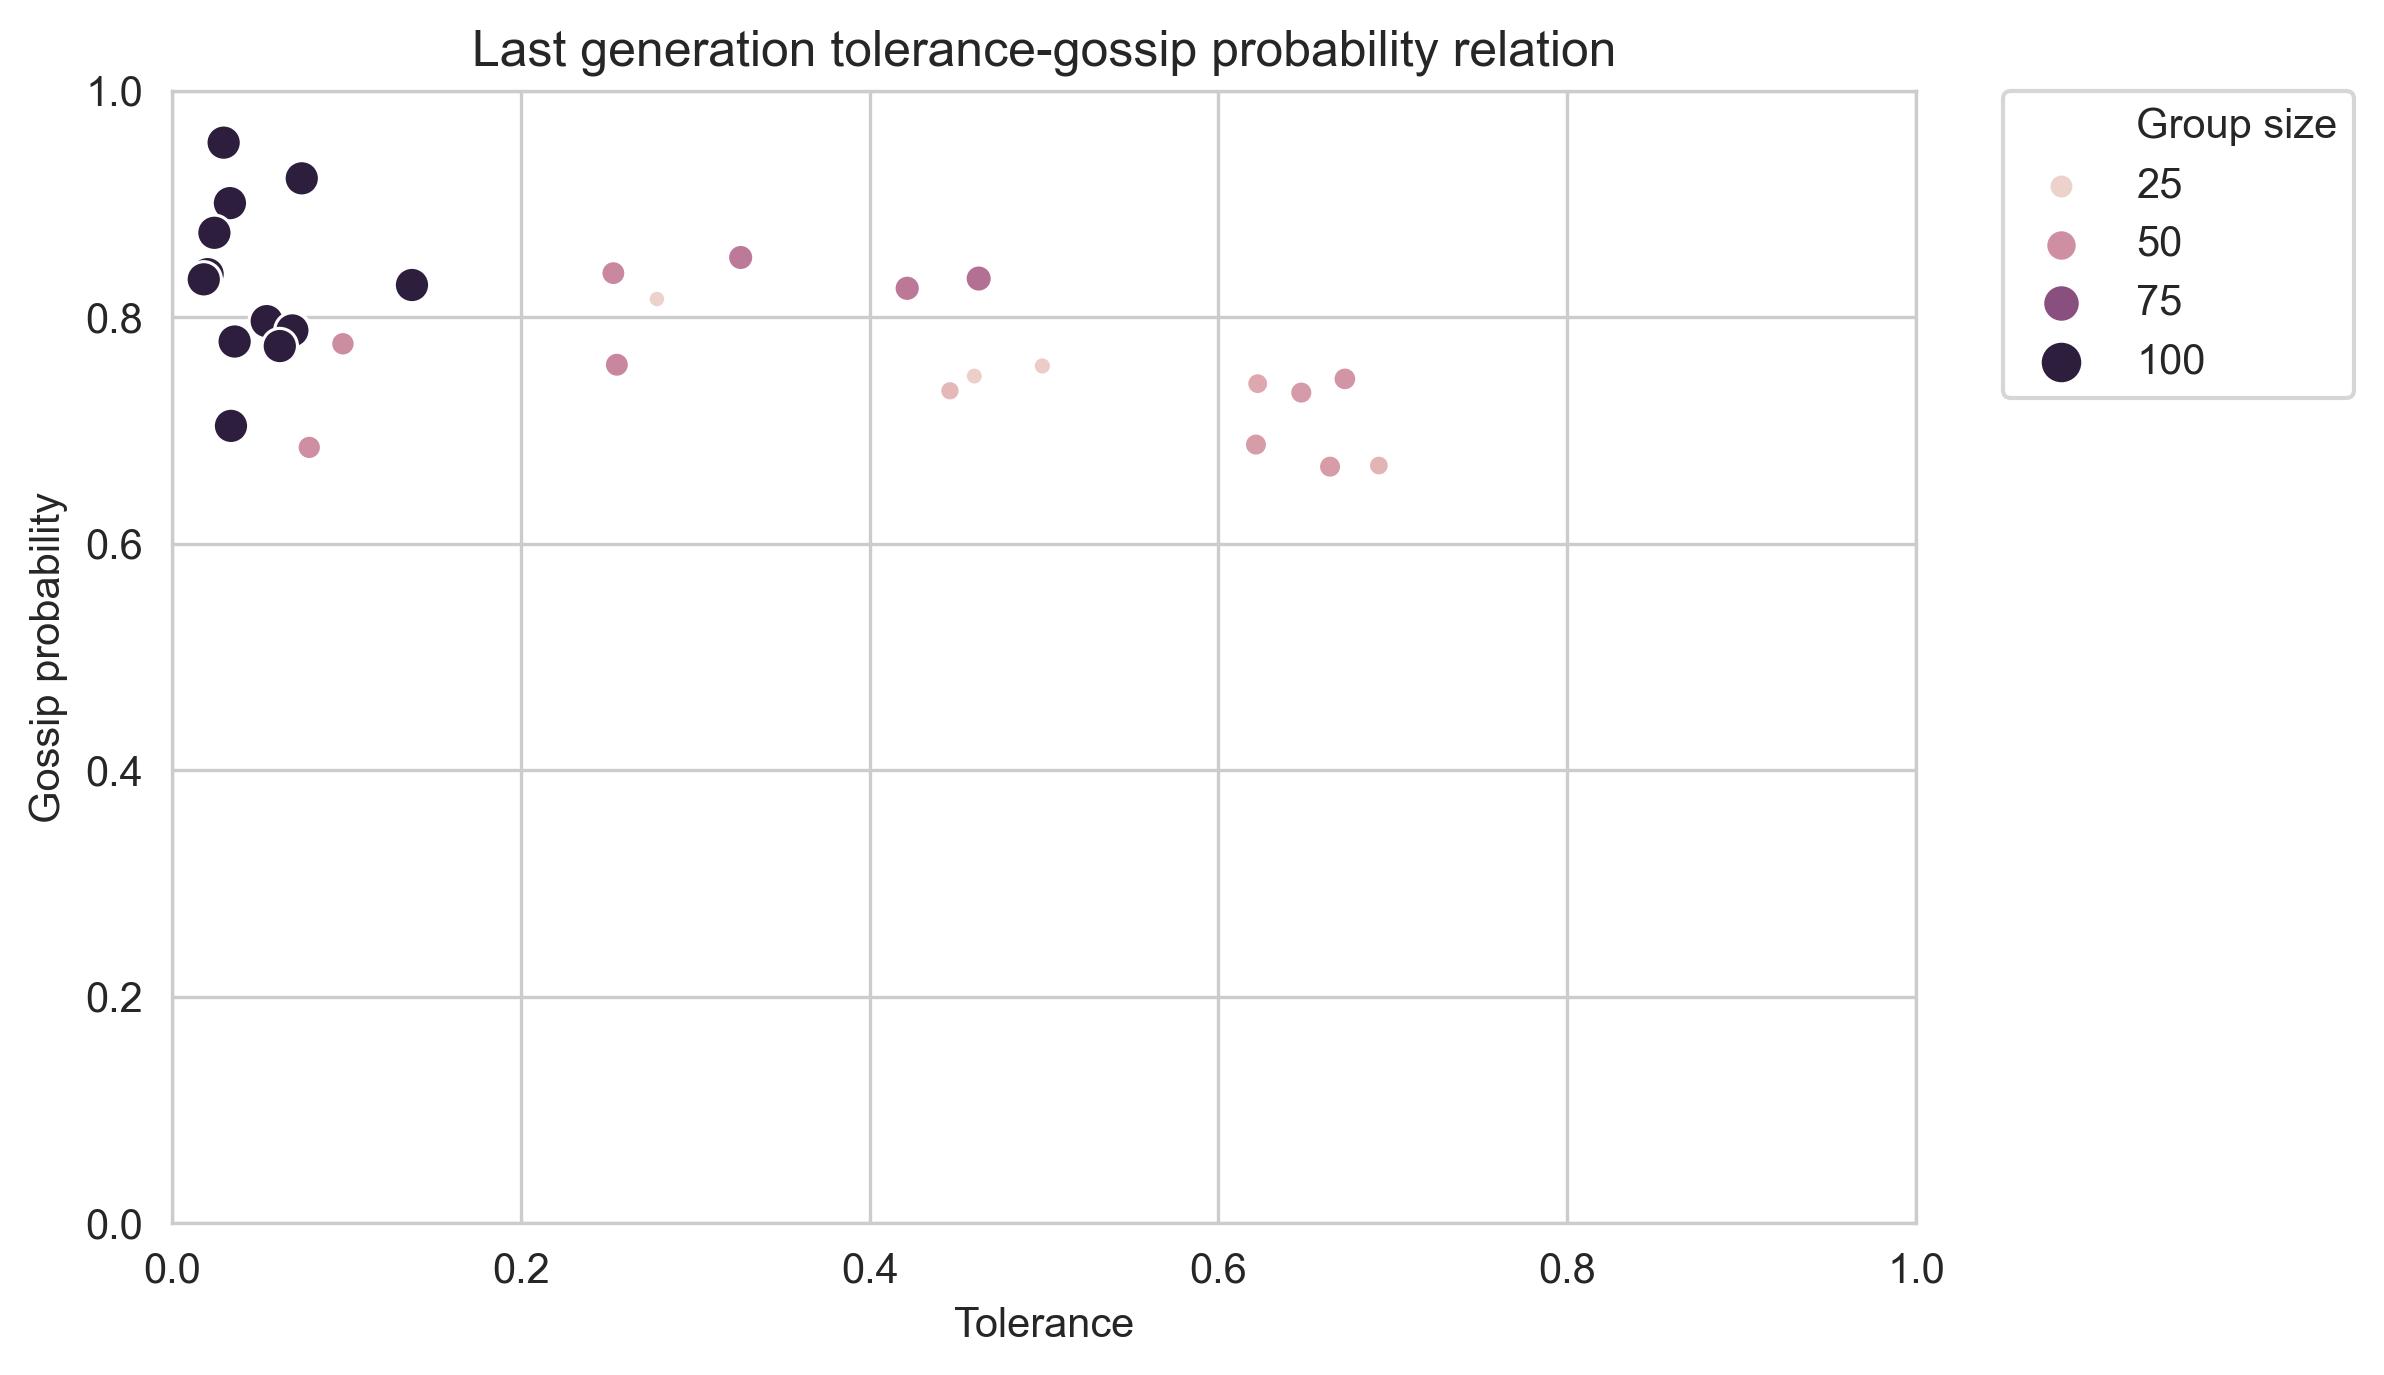 Last generation tolerance-gossip probability relation
1.0
0.8
0.6
0.4
0.2
0.0
Gossip probability
0.0 0.2 0.4 0.6 0.8 1.0
Tolerance
Group size
25
50
75
100